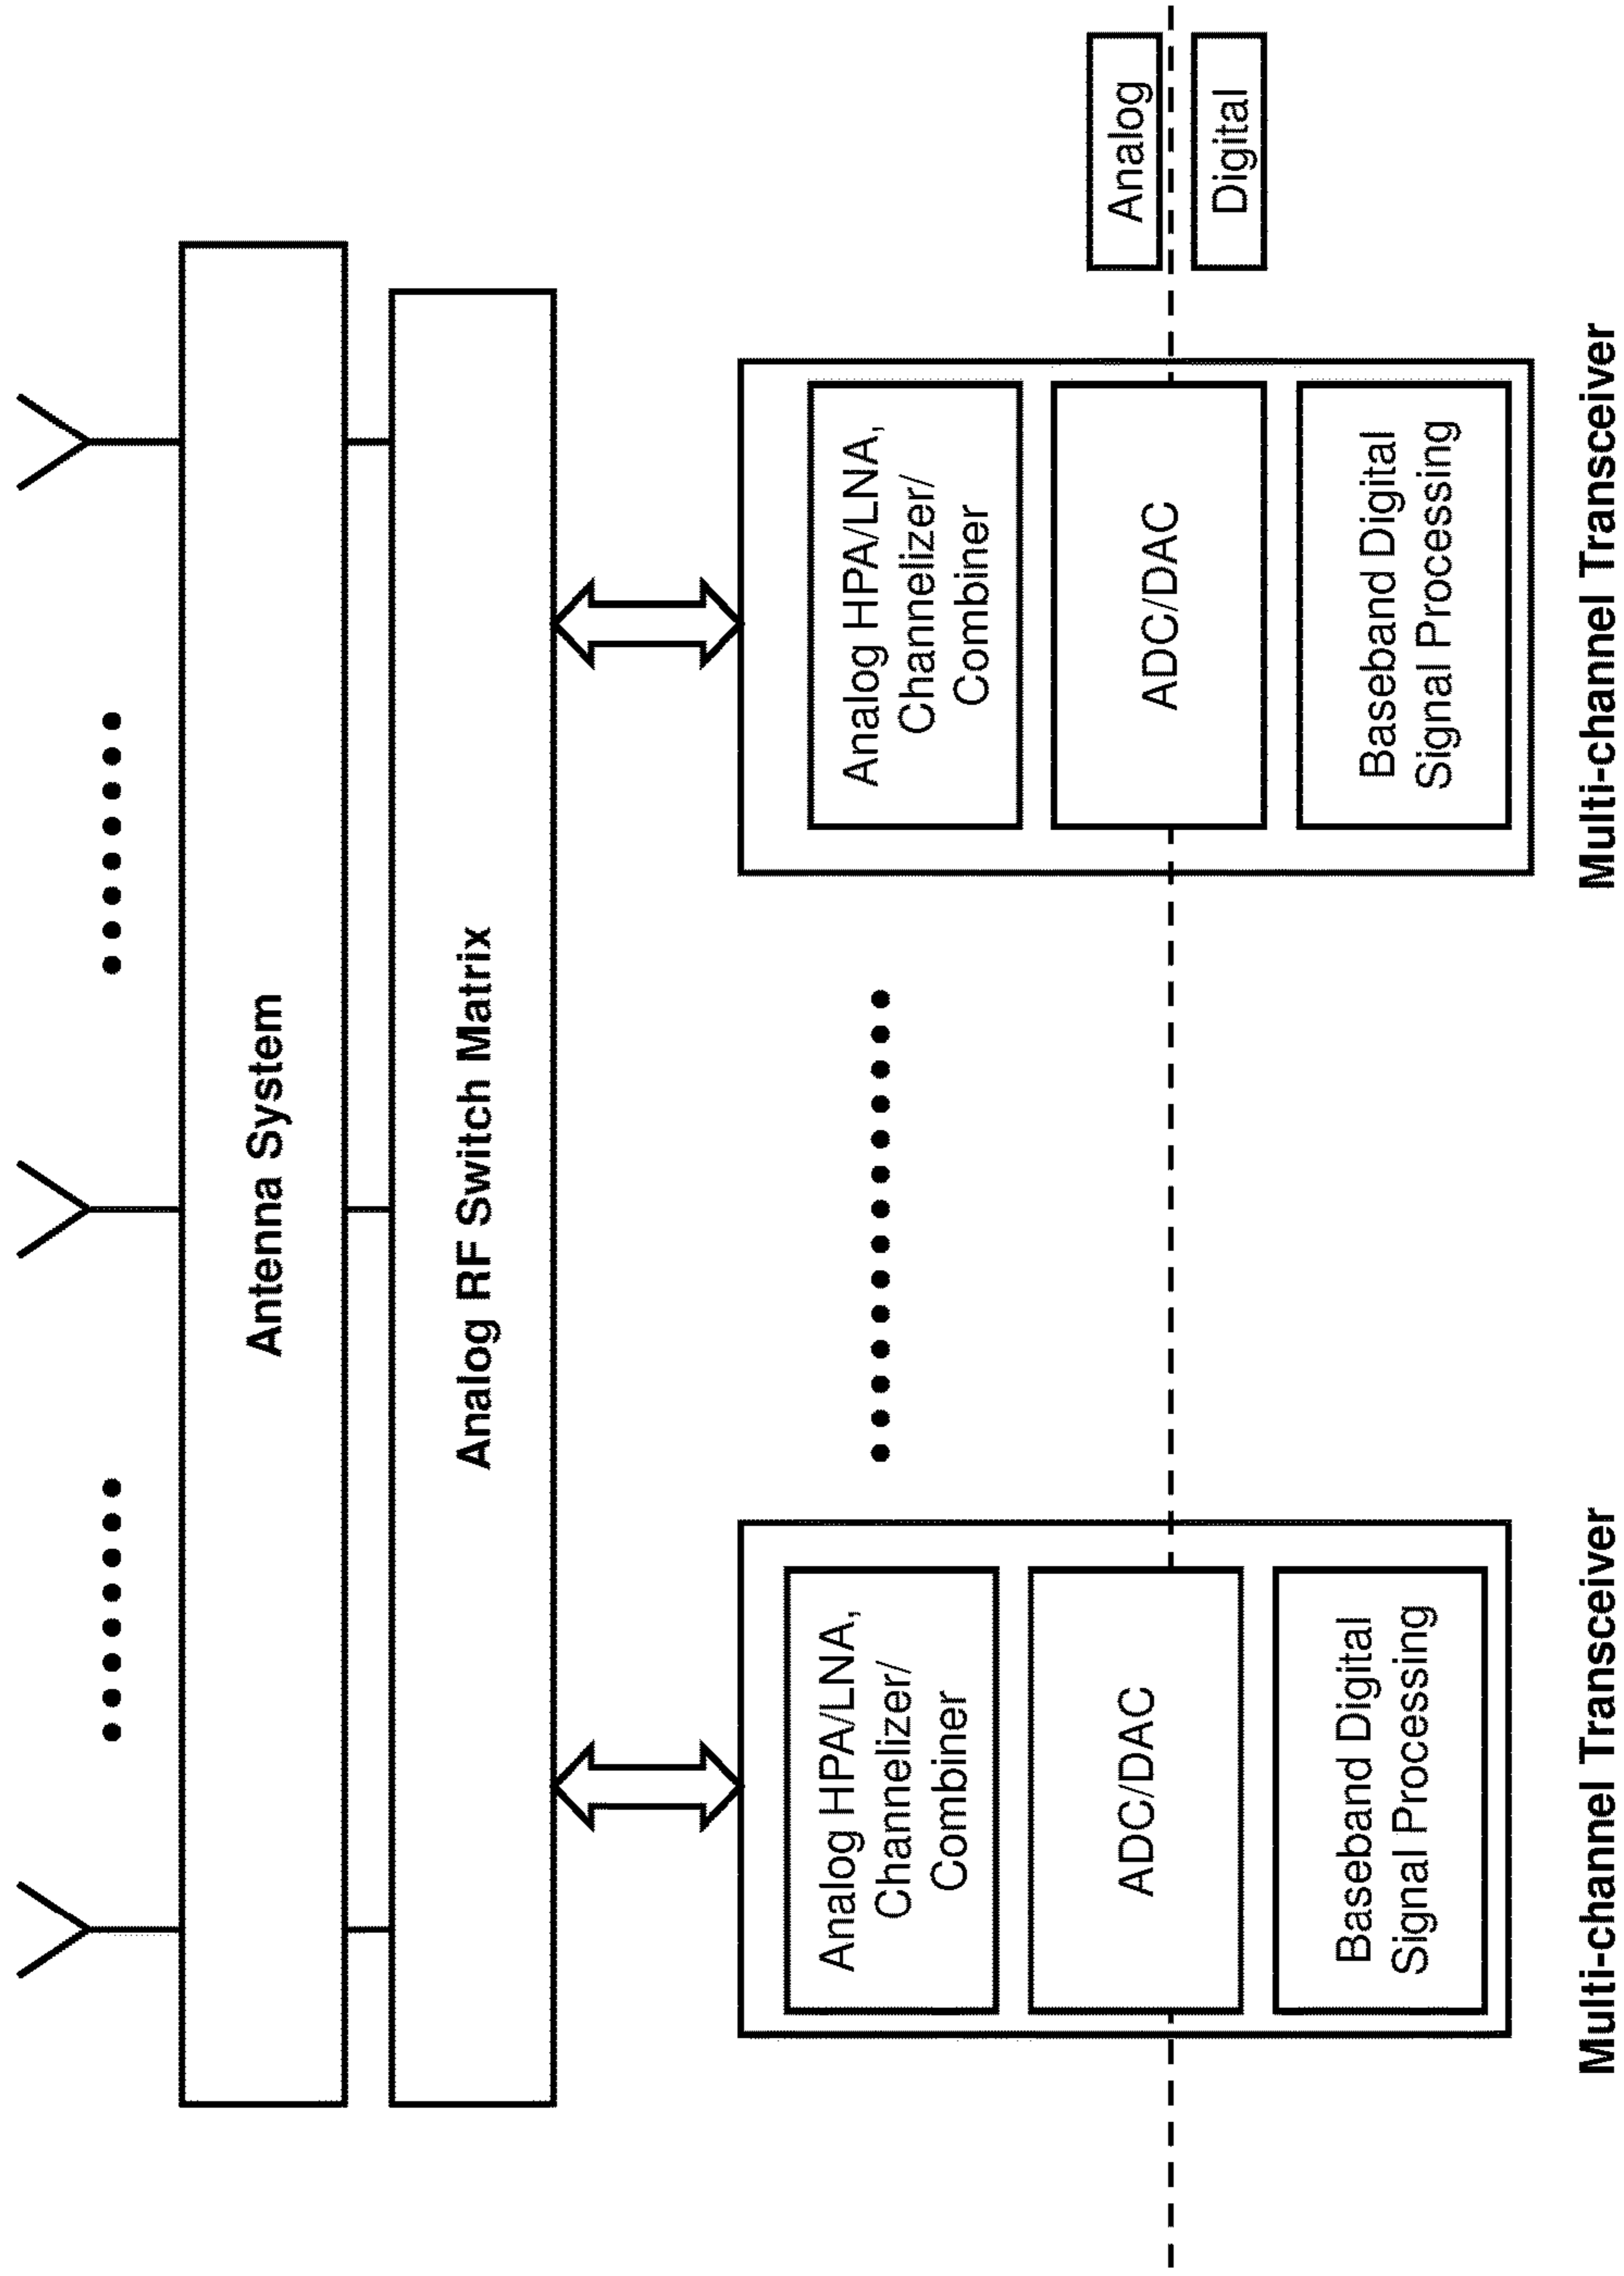 Antenna System
Analog RF Switch Matrix
Analog HPA/LNA,
Channelizer/
Combiner
ADC/DAC
Baseband Digital
Signal Processing
Multi-channel Transceiver
Analog HPA/LNA,
Channelizer/
Combiner
ADC/DAC
Baseband Digital
Signal Processing
Multi-channel Transceiver
Analog
Digital